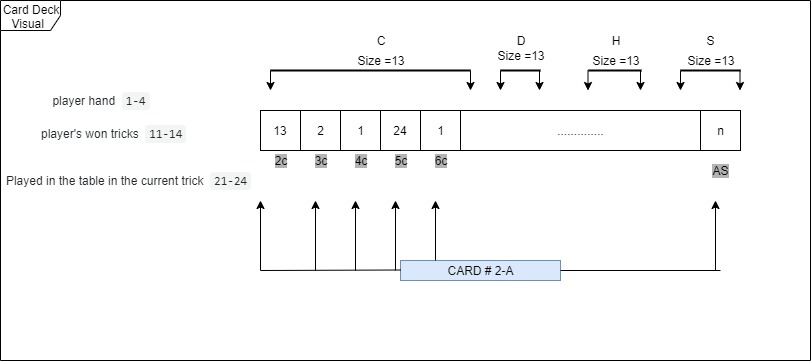 Card Deck
Visual
C
D
H
S
Size =13
Size =13
Size =13
Size =13
player hand 1-4
player's won tricks 11-14
13 2 1 24 1 .............. n
2c 3c 4c 5c 6c
AS
Played in the table in the current trick 21-24
CARD # 2-A